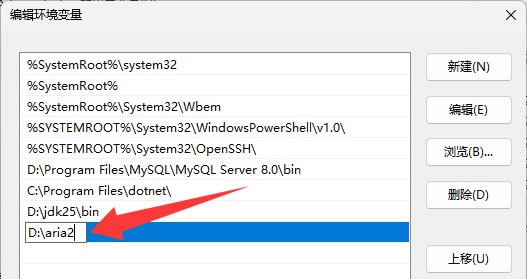 编辑环境变量
%SystemRoot%\system32
%SystemRoot%
%SystemRoot%\System32\Wbem
%SYSTEMROOT%\System32\WindowsPowerShell\v1.0\
%SYSTEMROOT%\System32\OpenSSH\
D:\Program Files\MySQL\MySQL Server 8.0\bin
C:\Program Files\dotnet\
D:\jdk25\bin
D:\aria2
新建(N)
编辑(E)
浏览(B)...
删除(D)
上移(U)